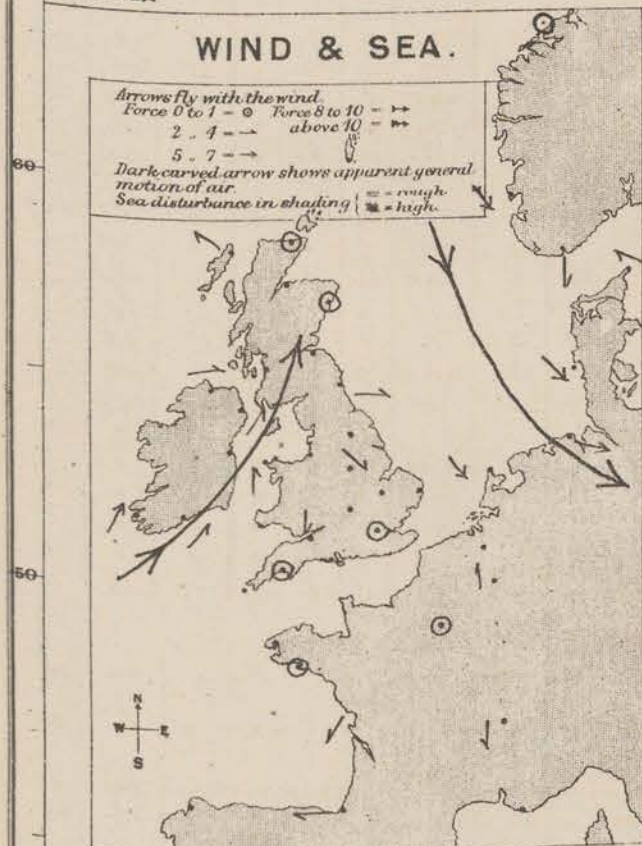 WIND & SEA.
Arrows fly with the wind.
Force 0 to 1 = Force 8 to 10 =
2 „ 4 = above 10 =
5 „ 7 =
Dark carved arrow shows apparent general
motion of air.
Sea disturbance in shading { = rough
= high.
60
50
N
W E
S